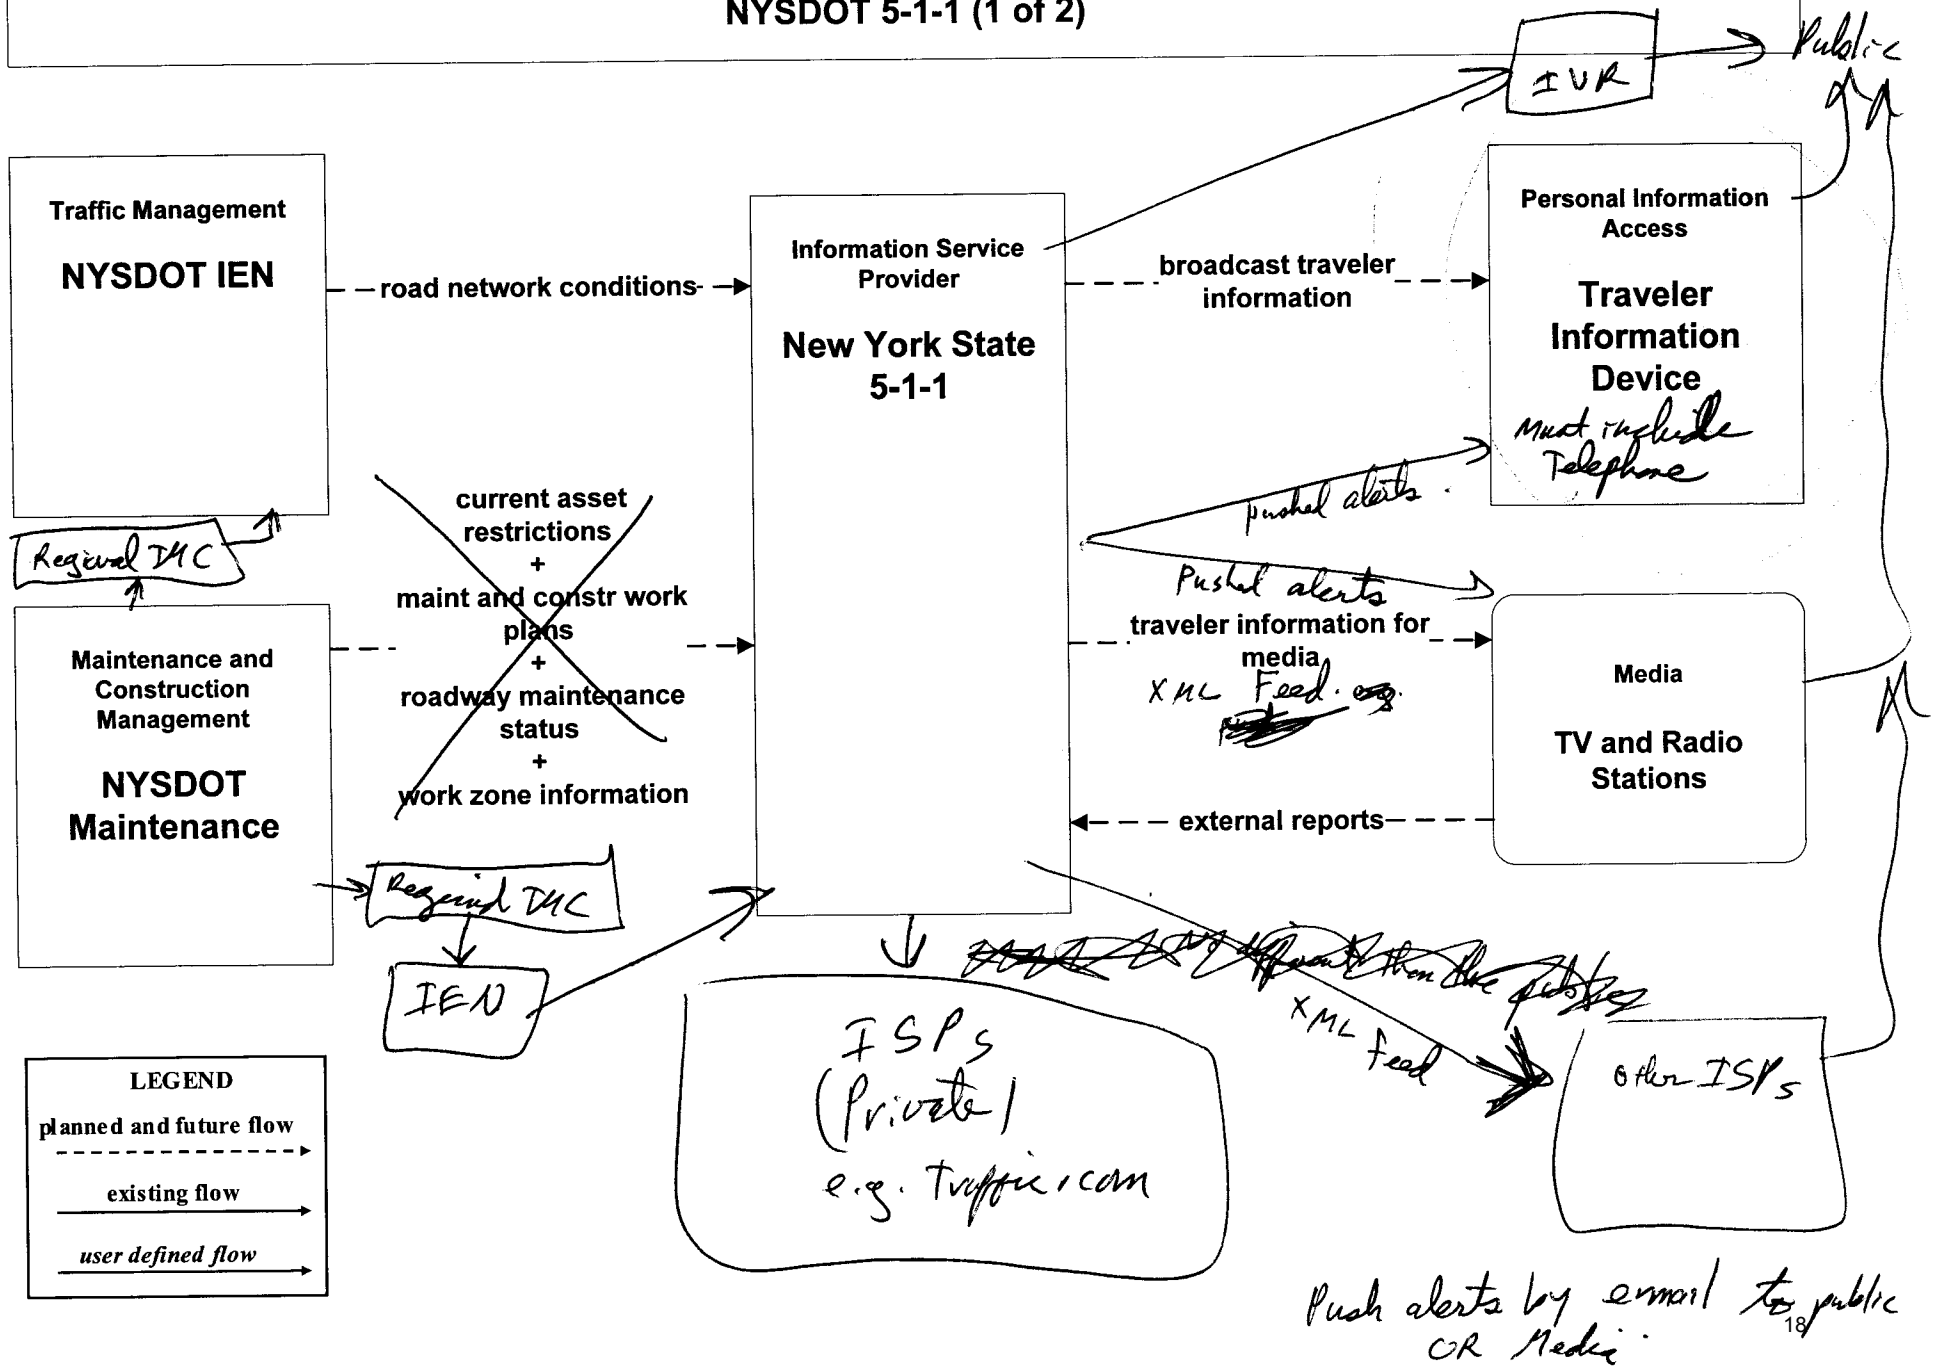 NYSDOT 5-1-1 (1 of 2)
IVR
Public
Traffic Management
NYSDOT IEN
road network conditions
Information Service
Provider
New York State
5-1-1
broadcast traveler
information
Personal Information
Access
Traveler
Information
Device
Must include
Telephone
pushed alerts.
Pushed alerts
Regional TMC
current asset
restrictions
+
maint and constr work
plans
+
roadway maintenance
status
+
work zone information
Maintenance and
Construction
Management
NYSDOT
Maintenance
traveler information for
media
XML Feed.
Media
TV and Radio
Stations
external reports
Regional TMC
IEN
different than the
XML Feed
ISPs
(Private)
e.g. Traffic.com
other ISPs
LEGEND
planned and future flow
existing flow
user defined flow
Push alerts by email to public
OR Media
18